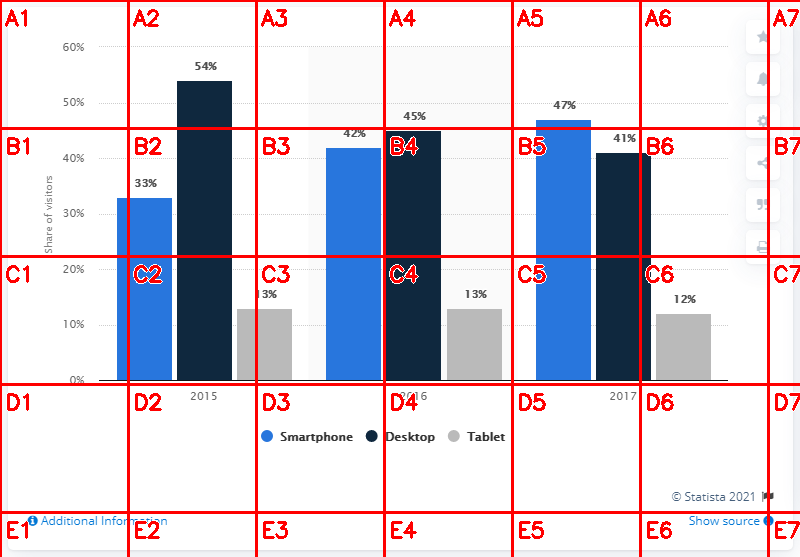 60%
50%
40%
30%
20%
10%
0%
Share of visitors
33%
54%
13%
42%
45%
13%
47%
41%
12%
2015
2016
2017
Smartphone Desktop Tablet
© Statista 2021
Additional Information
Show source
A1 A2 A3 A4 A5 A6 A7
B1 B2 B3 B4 B5 B6 B7
C1 C2 C3 C4 C5 C6 C7
D1 D2 D3 D4 D5 D6 D7
E1 E2 E3 E4 E5 E6 E7